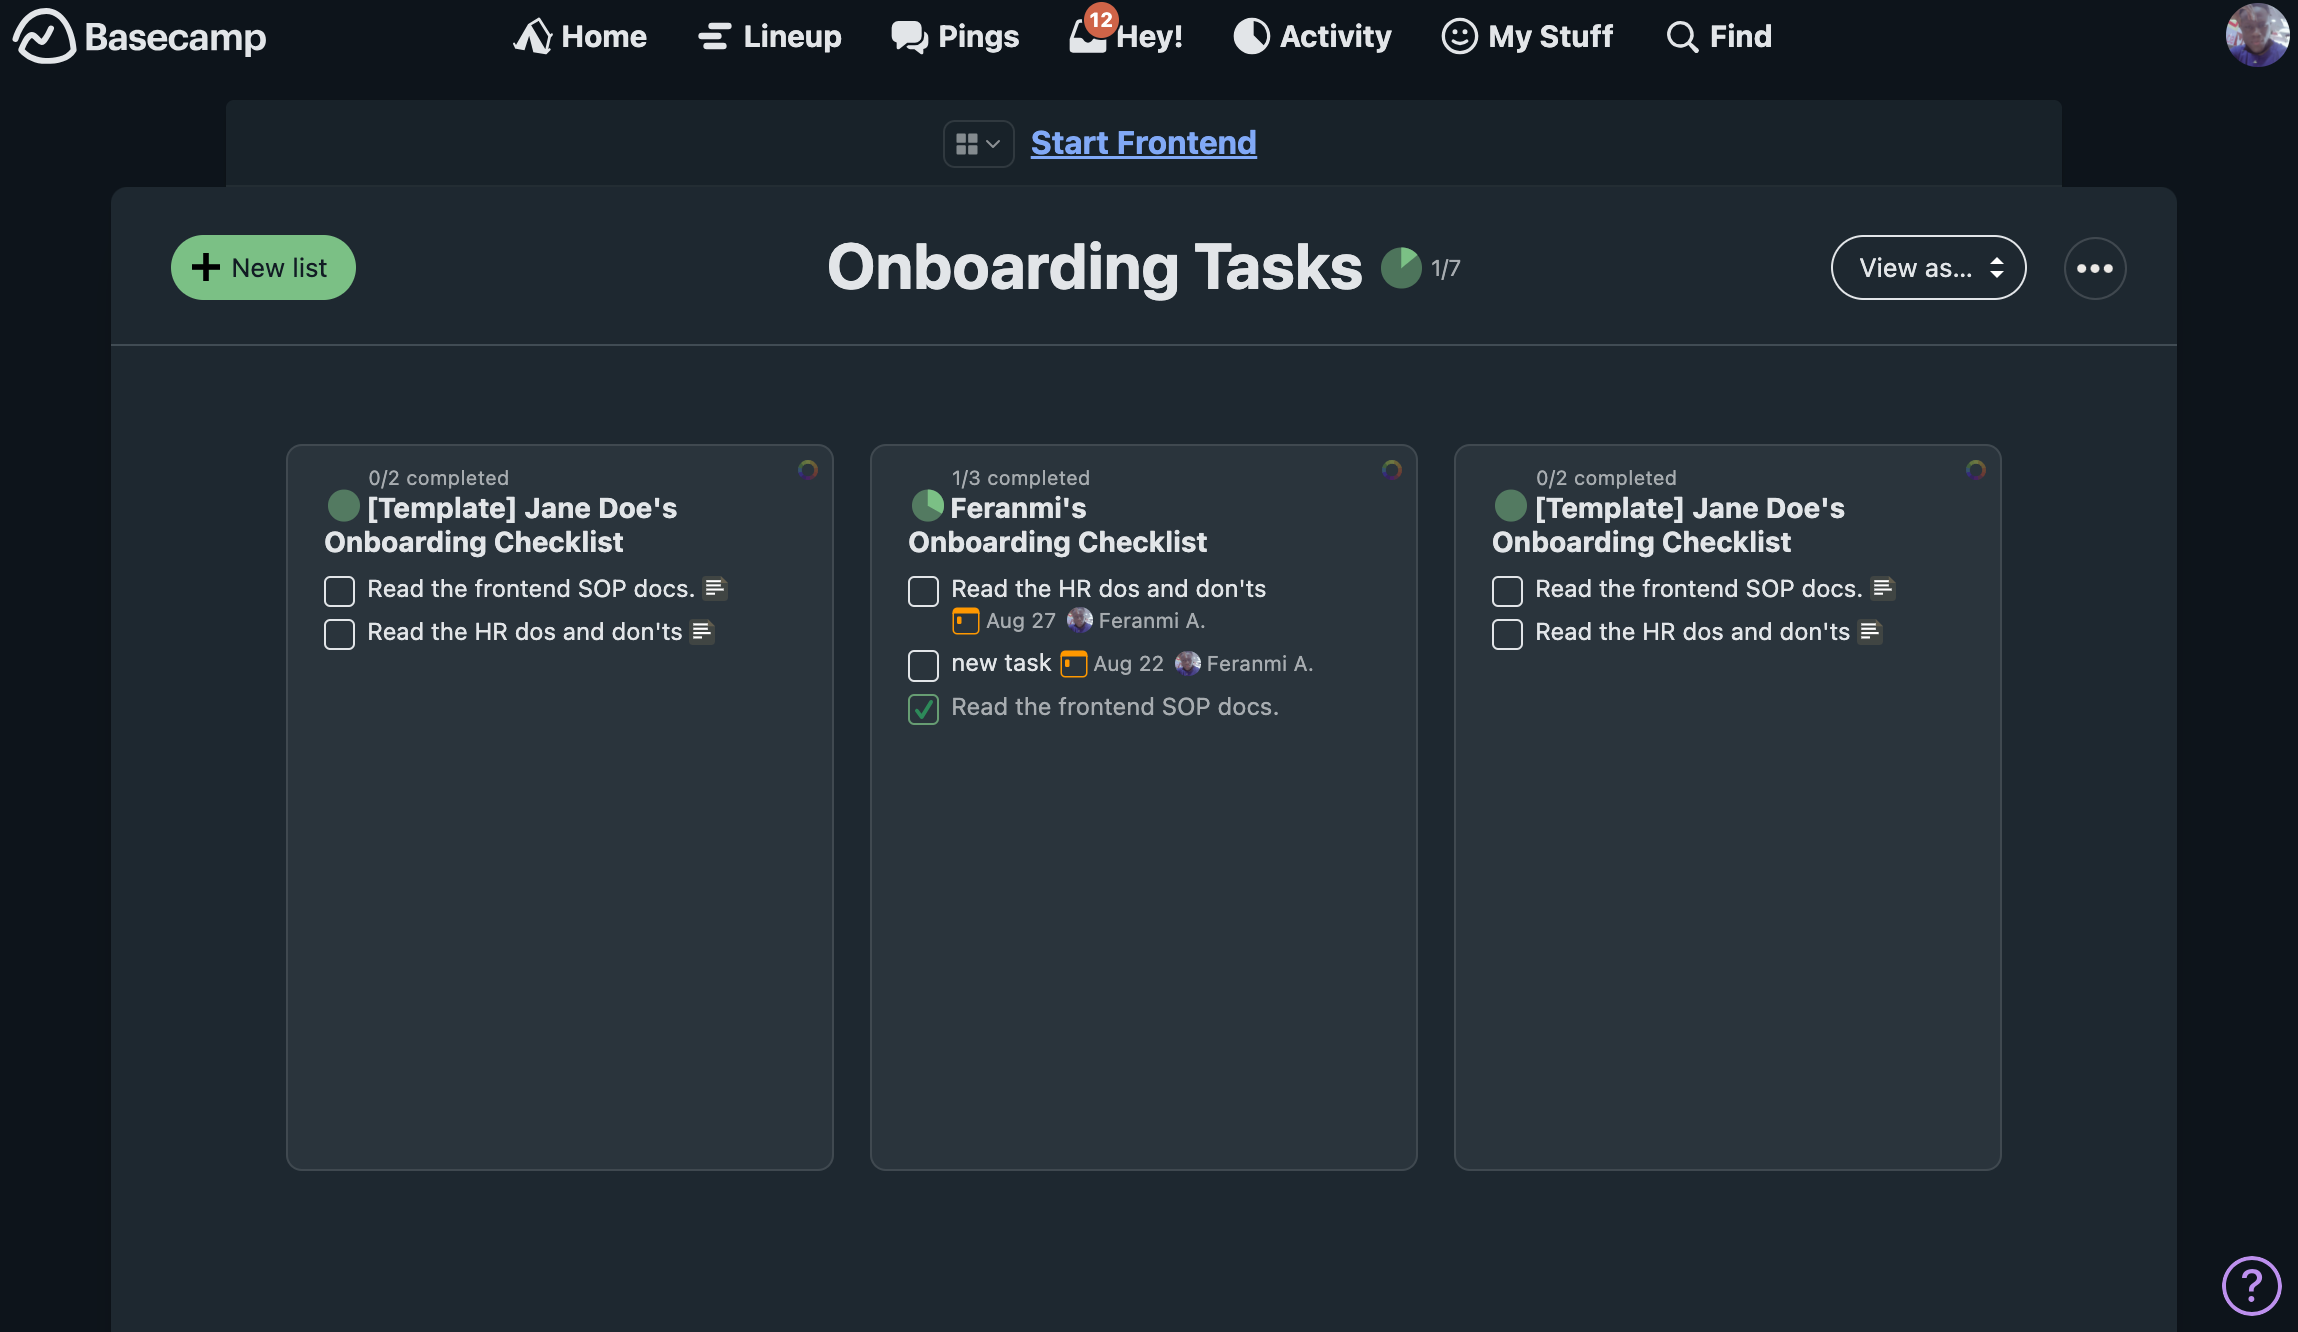 Basecamp
Home
Lineup
Pings
12
Hey!
Activity
My Stuff
Find
Start Frontend
New list
Onboarding Tasks
1/7
View as...
0/2 completed
[Template] Jane Doe's
Onboarding Checklist
Read the frontend SOP docs.
Read the HR dos and don'ts
1/3 completed
Feranmi's
Onboarding Checklist
Read the HR dos and don'ts
Aug 27 Feranmi A.
new task Aug 22 Feranmi A.
Read the frontend SOP docs.
0/2 completed
[Template] Jane Doe's
Onboarding Checklist
Read the frontend SOP docs.
Read the HR dos and don'ts
?